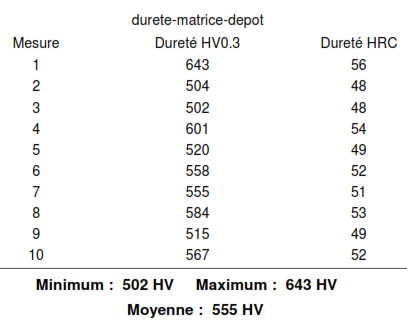 durete-matrice-depot
Mesure Dureté HV0.3 Dureté HRC
1 643 56
2 504 48
3 502 48
4 601 54
5 520 49
6 558 52
7 555 51
8 584 53
9 515 49
10 567 52
Minimum : 502 HV Maximum : 643 HV
Moyenne : 555 HV